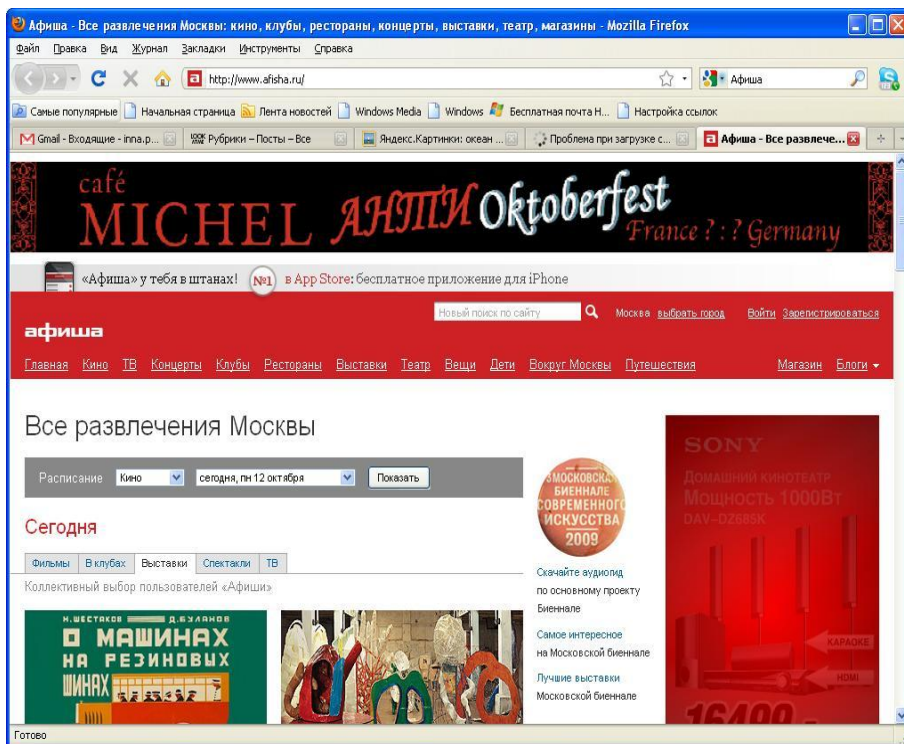 Афиша - Все развлечения Москвы: кино, клубы, рестораны, концерты, выставки, театр, магазины - Mozilla Firefox
Файл Правка Вид Журнал Закладки Инструменты Справка
http://www.afisha.ru/ Афиша
Самые популярные Начальная страница Лента новостей Windows Media Windows Бесплатная почта H... Настройка ссылок
Gmail - Входящие - inna.p... Рубрики – Посты – Все Яндекс.Картинки: океан ... Проблема при загрузке с... Афиша - Все развлече...
café
MICHEL АНТИ Oktoberfest
France ? : ? Germany
«Афиша» у тебя в штанах! №1 в App Store: бесплатное приложение для iPhone
Новый поиск по сайту Москва выбрать город Войти Зарегистрироваться
афиша
Главная Кино ТВ Концерты Клубы Рестораны Выставки Театр Вещи Дети Вокруг Москвы Путешествия Магазин Блоги
Все развлечения Москвы
Расписание Кино сегодня, пн 12 октября Показать
Сегодня
Фильмы В клубах Выставки Спектакли ТВ
Коллективный выбор пользователей «Афиши»
Н.ШЕСТАКОВ Д.БУЛАНОВ
О МАШИНАХ
НА РЕЗИНОВЫХ
ШИНАХ
3МОСКОВСКАЯ
БИЕННАЛЕ
СОВРЕМЕННОГО
ИСКУССТВА
2009
Скачайте аудиогид
по основному проекту
Биеннале
Самое интересное
на Московской биеннале
Лучшие выставки
Московской биеннале
SONY
ДОМАШНИЙ КИНОТЕАТР
Мощность 1000Вт
DAV-DZ685K
КАРАОКЕ
HDMI
16490.-
Готово